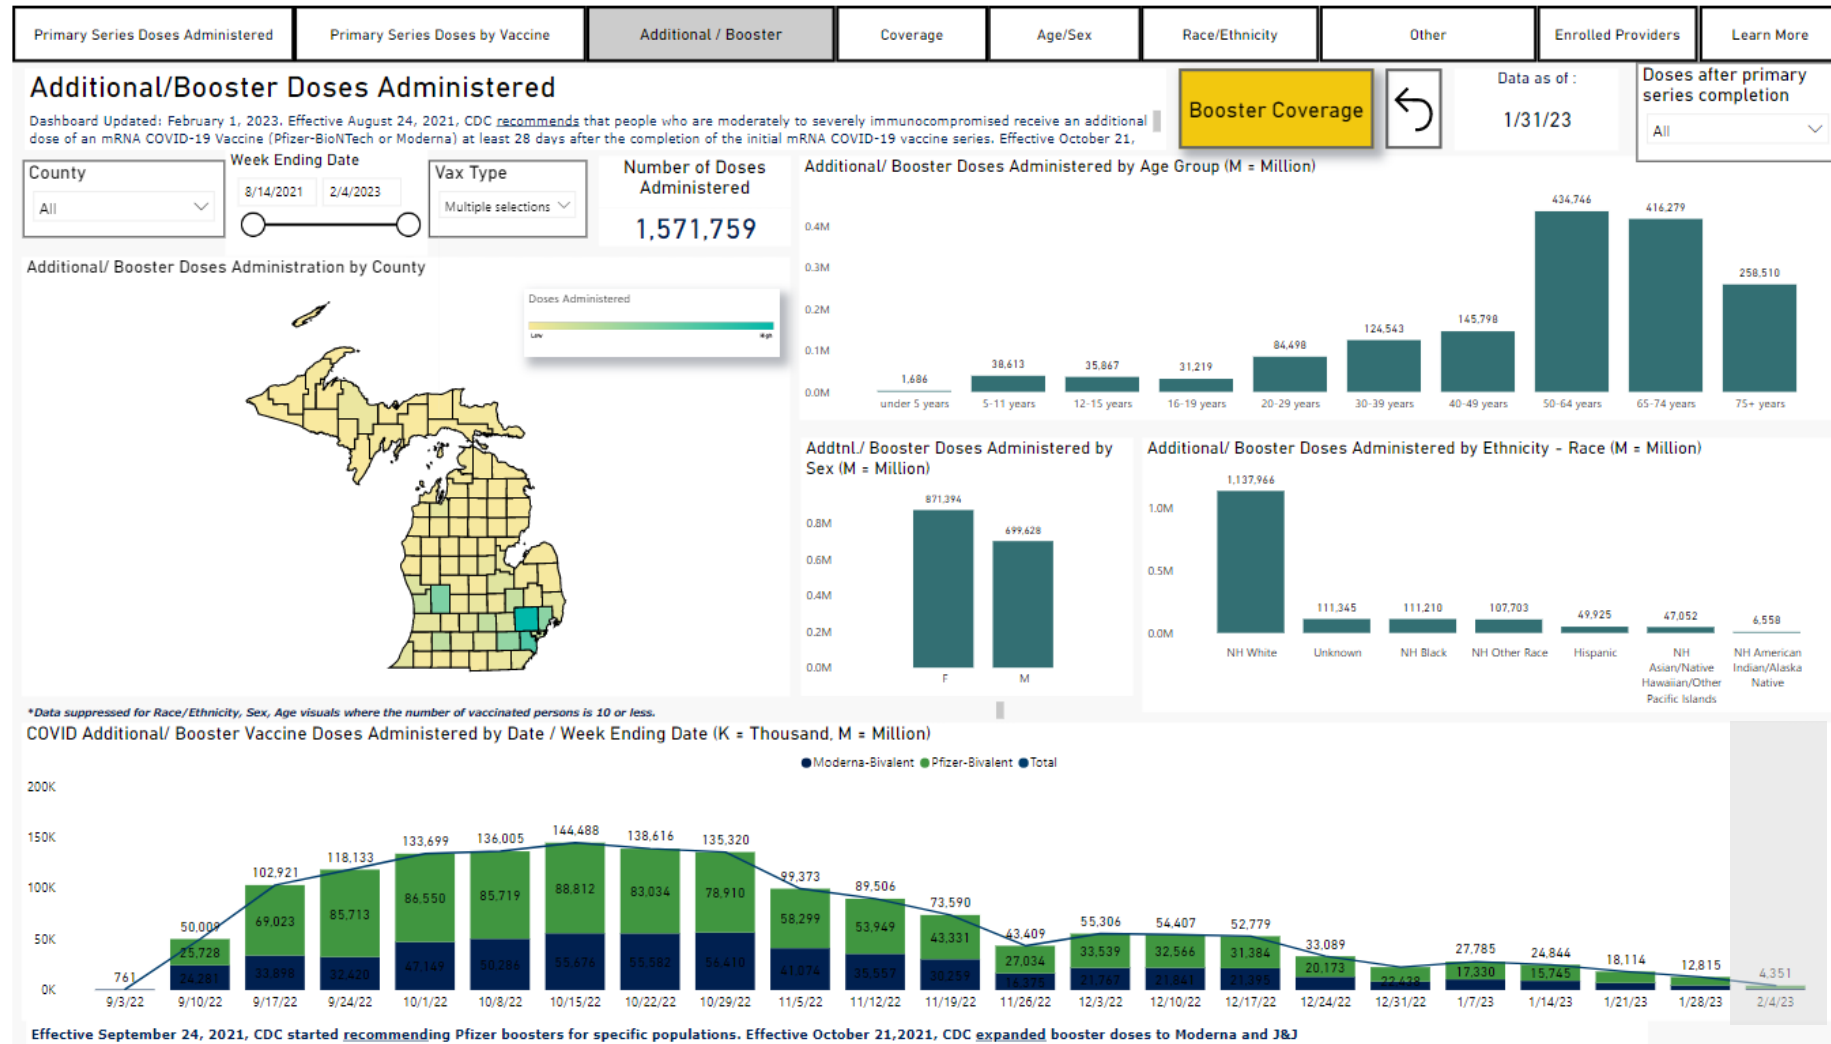 Primary Series Doses Administered
Primary Series Doses by Vaccine
Additional / Booster
Coverage
Age/Sex
Race/Ethnicity
Other
Enrolled Providers
Learn More
Additional/Booster Doses Administered
Dashboard Updated: February 1, 2023. Effective August 24, 2021, CDC recommends that people who are moderately to severely immunocompromised receive an additional
dose of an mRNA COVID-19 Vaccine (Pfizer-BioNTech or Moderna) at least 28 days after the completion of the initial mRNA COVID-19 vaccine series. Effective October 21,
Booster Coverage
Data as of :
1/31/23
Doses after primary
series completion
All
County
All
Week Ending Date
8/14/2021 2/4/2023
Vax Type
Multiple selections
Number of Doses
Administered
1,571,759
Additional/ Booster Doses Administration by County
Doses Administered
Low High
Additional/ Booster Doses Administered by Age Group (M = Million)
0.4M
0.3M
0.2M
0.1M
0.0M
1,686 38,613 35,867 31,219 84,498 124,543 145,798 434,746 416,279 258,510
under 5 years 5-11 years 12-15 years 16-19 years 20-29 years 30-39 years 40-49 years 50-64 years 65-74 years 75+ years
Addtnl./ Booster Doses Administered by
Sex (M = Million)
0.8M
0.6M
0.4M
0.2M
0.0M
871,394 699,628
F M
Additional/ Booster Doses Administered by Ethnicity - Race (M = Million)
1.0M
0.5M
0.0M
1,137,966 111,345 111,210 107,703 49,925 47,052 6,558
NH White
Unknown
NH Black
NH Other Race
Hispanic
NH
Asian/Native
Hawaiian/Other
Pacific Islands
NH American
Indian/Alaska
Native
*Data suppressed for Race/Ethnicity, Sex, Age visuals where the number of vaccinated persons is 10 or less.
COVID Additional/ Booster Vaccine Doses Administered by Date / Week Ending Date (K = Thousand, M = Million)
Moderna-Bivalent Pfizer-Bivalent Total
200K
150K
100K
50K
0K
761 50,009 102,921 118,133 133,699 136,005 144,488 138,616 135,320 99,373 89,506 73,590 43,409 55,306 54,407 52,779 33,089 22,429 27,785 24,844 18,114 12,815 4,351
25,728 69,023 85,713 86,550 85,719 88,812 83,034 78,910 58,299 53,949 43,331 27,034 33,539 32,566 31,384 20,173 17,330 15,745
24,281 33,898 32,420 47,149 50,286 55,676 55,582 56,410 41,074 35,557 30,259 16,375 21,767 21,841 21,395
9/3/22 9/10/22 9/17/22 9/24/22 10/1/22 10/8/22 10/15/22 10/22/22 10/29/22 11/5/22 11/12/22 11/19/22 11/26/22 12/3/22 12/10/22 12/17/22 12/24/22 12/31/22 1/7/23 1/14/23 1/21/23 1/28/23 2/4/23
Effective September 24, 2021, CDC started recommending Pfizer boosters for specific populations. Effective October 21,2021, CDC expanded booster doses to Moderna and J&J